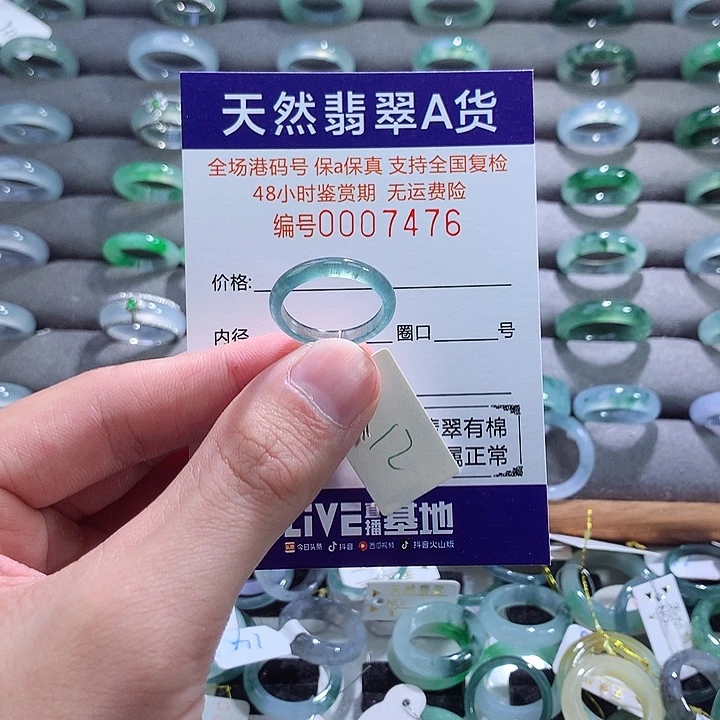 天然翡翠A货
全场港码号 保a保真 支持全国复检
48小时鉴赏期 无运费险
编号0007476
价格:
内径 圈口 号
翠有棉
属正常
12
LIVE直播基地
今日头条 抖音 西瓜视频 抖音火山版
14